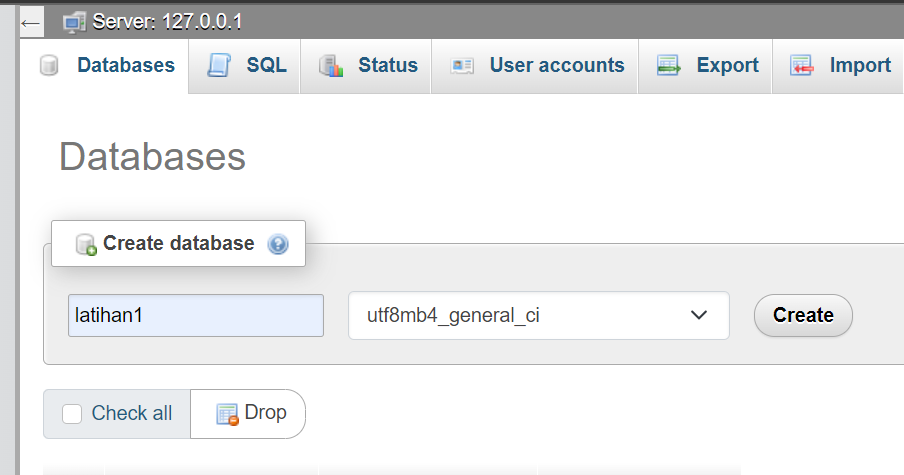 Server: 127.0.0.1
Databases SQL Status User accounts Export Import
Databases
Create database
latihan1 utf8mb4_general_ci Create
Check all Drop